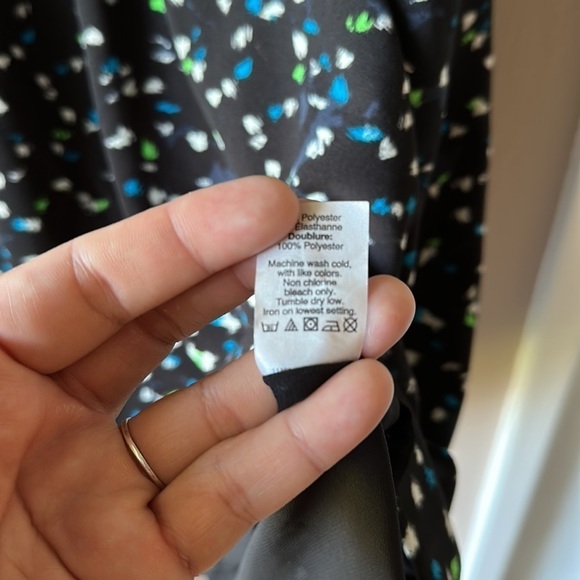 Polyester
Elasthanne
Doublure:
100% Polyester
Machine wash cold,
with like colors.
Non chlorine
bleach only.
Tumble dry low,
Iron on lowest setting.